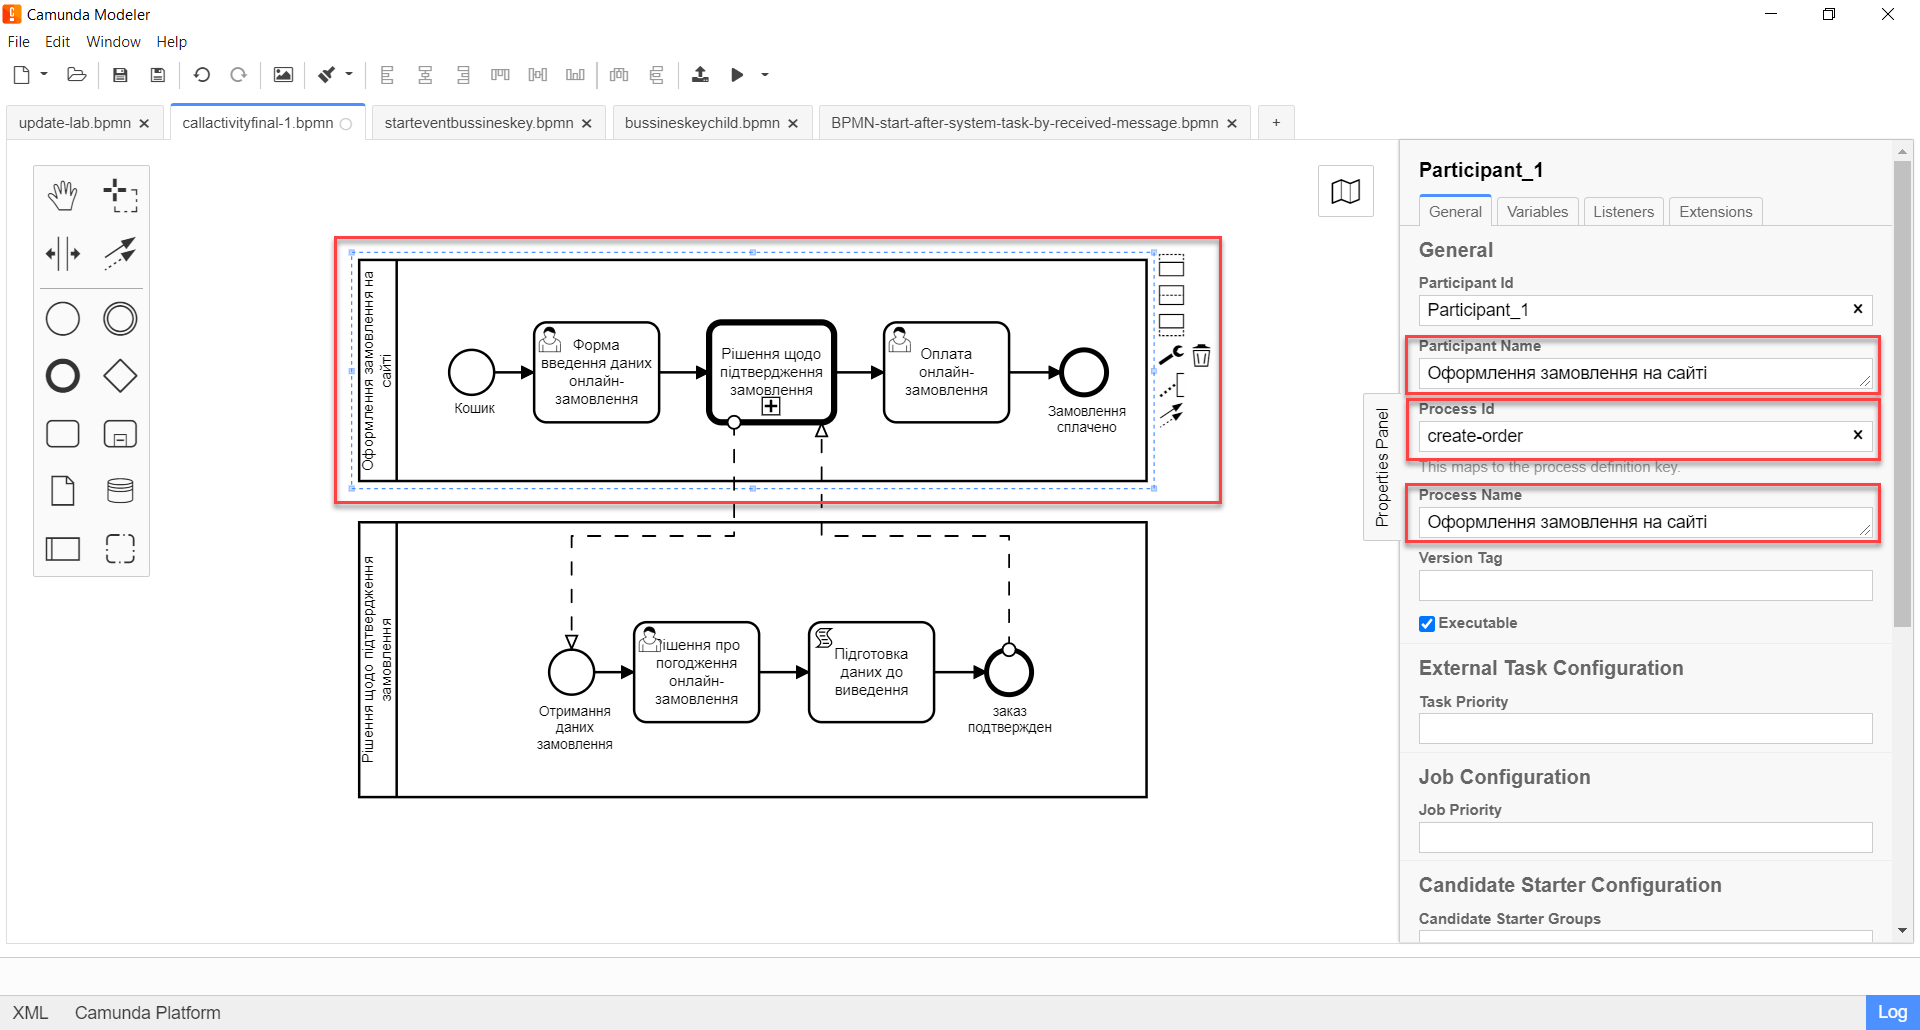 Camunda Modeler
File Edit Window Help
update-lab.bpmn
callactivityfinal-1.bpmn
starteventbussineskey.bpmn
bussineskeychild.bpmn
BPMN-start-after-system-task-by-received-message.bpmn
+
Оформлення замовлення на
сайті
Кошик
Форма
введення даних
онлайн-
замовлення
Рішення щодо
підтвердження
замовлення
Оплата
онлайн-
замовлення
Замовлення
сплачено
Рішення щодо підтвердження
замовлення
Отримання
даних
замовлення
ішення про
погодження
онлайн-
замовлення
Підготовка
даних до
виведення
заказ
подтвержден
Properties Panel
Participant_1
General
Variables
Listeners
Extensions
General
Participant Id
Participant_1
Participant Name
Оформлення замовлення на сайті
Process Id
create-order
This maps to the process definition key.
Process Name
Оформлення замовлення на сайті
Version Tag
Executable
External Task Configuration
Task Priority
Job Configuration
Job Priority
Candidate Starter Configuration
Candidate Starter Groups
XML
Camunda Platform
Log